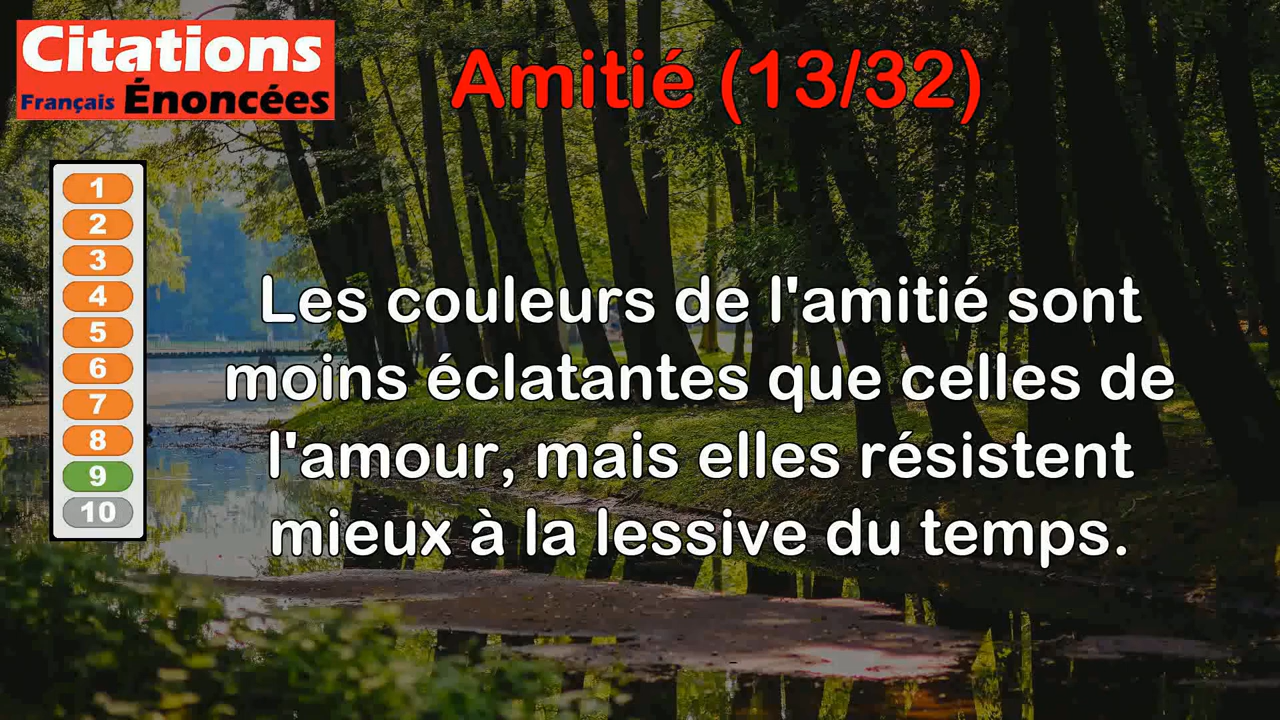 Citations
Français Énoncées
Amitié (13/32)
1
2
3
4
5
6
7
8
9
10
Les couleurs de l'amitié sont
moins éclatantes que celles de
l'amour, mais elles résistent
mieux à la lessive du temps.